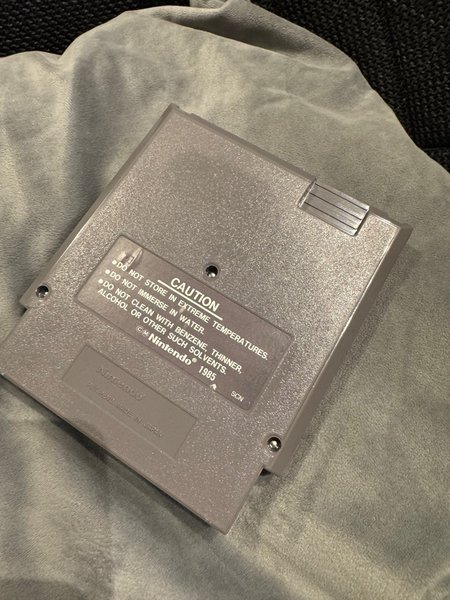 CAUTION
•DO NOT STORE IN EXTREME TEMPERATURES.
•DO NOT IMMERSE IN WATER.
•DO NOT CLEAN WITH BENZENE, THINNER,
ALCOHOL OR OTHER SUCH SOLVENTS.
Nintendo® 1985
SCN